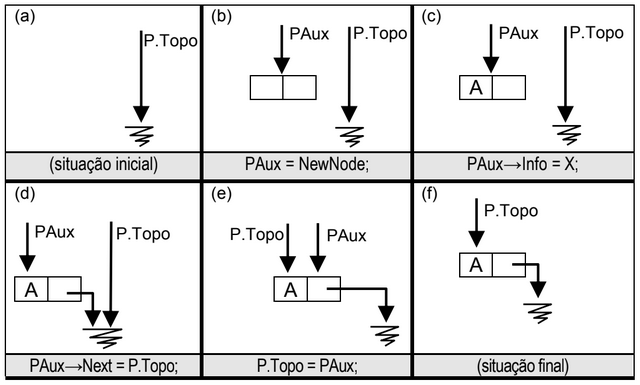 (a)
P.Topo
(situação inicial)
(b)
PAux
P.Topo
PAux = NewNode;
(c)
PAux
P.Topo
A
PAux→Info = X;
(d)
PAux
P.Topo
A
PAux→Next = P.Topo;
(e)
P.Topo
PAux
A
P.Topo = PAux;
(f)
P.Topo
A
(situação final)